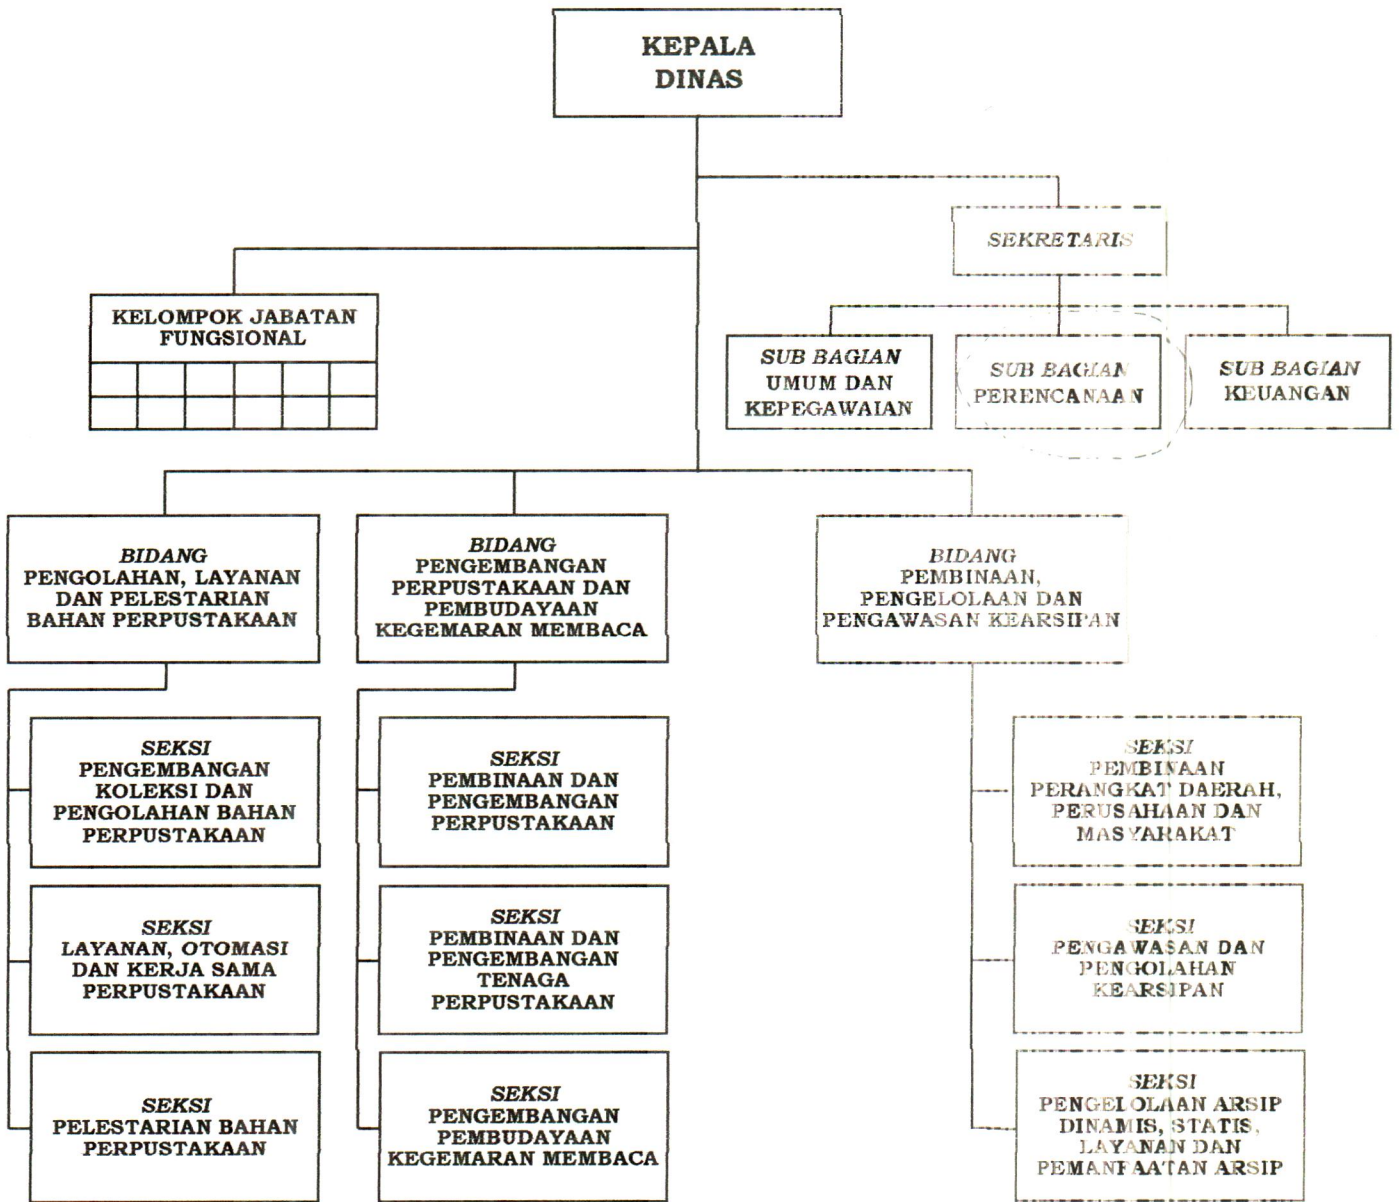 KEPALA
DINAS
SEKRETARIS
KELOMPOK JABATAN
FUNGSIONAL
SUB BAGIAN
UMUM DAN
KEPEGAWAIAN
SUB BAGIAN
PERENCANAAN
SUB BAGIAN
KEUANGAN
BIDANG
PENGOLAHAN, LAYANAN
DAN PELESTARIAN
BAHAN PERPUSTAKAAN
BIDANG
PENGEMBANGAN
PERPUSTAKAAN DAN
PEMBUDAYAAN
KEGEMARAN MEMBACA
BIDANG
PEMBINAAN,
PENGELOLAAN DAN
PENGAWASAN KEARSIPAN
SEKSI
PENGEMBANGAN
KOLEKSI DAN
PENGOLAHAN BAHAN
PERPUSTAKAAN
SEKSI
PEMBINAAN DAN
PENGEMBANGAN
PERPUSTAKAAN
SEKSI
PEMBINAAN
PERANGKAT DAERAH,
PERUSAHAAN DAN
MASYARAKAT
SEKSI
LAYANAN, OTOMASI
DAN KERJA SAMA
PERPUSTAKAAN
SEKSI
PEMBINAAN DAN
PENGEMBANGAN
TENAGA
PERPUSTAKAAN
SEKSI
PENGAWASAN DAN
PENGOLAHAN
KEARSIPAN
SEKSI
PELESTARIAN BAHAN
PERPUSTAKAAN
SEKSI
PENGEMBANGAN
PEMBUDAYAAN
KEGEMARAN MEMBACA
SEKSI
PENGELOLAAN ARSIP
DINAMIS, STATIS,
LAYANAN DAN
PEMANFAATAN ARSIP